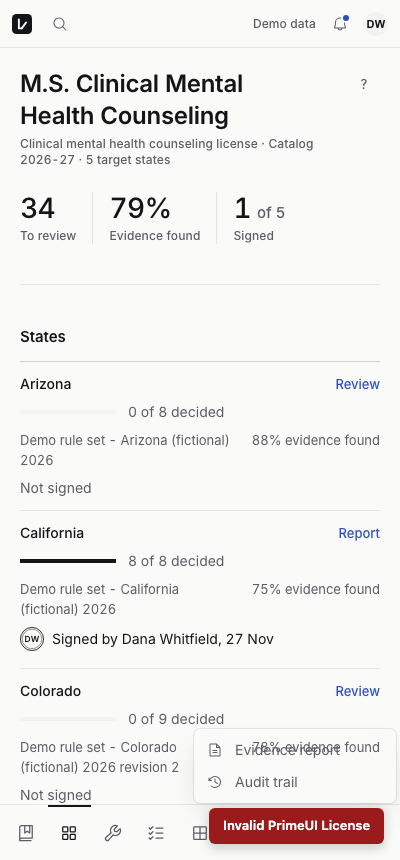 Demo data
DW
M.S. Clinical Mental
Health Counseling
?
Clinical mental health counseling license · Catalog
2026-27 · 5 target states
34
79%
1 of 5
To review
Evidence found
Signed
States
Arizona
Review
0 of 8 decided
Demo rule set - Arizona (fictional)
2026
88% evidence found
Not signed
California
Report
8 of 8 decided
Demo rule set - California
(fictional) 2026
75% evidence found
DW
Signed by Dana Whitfield, 27 Nov
Colorado
Review
0 of 9 decided
Demo rule set - Colorado
(fictional) 2026 revision 2
78% evidence found
Evidence report
Audit trail
Not signed
Invalid PrimeUI License